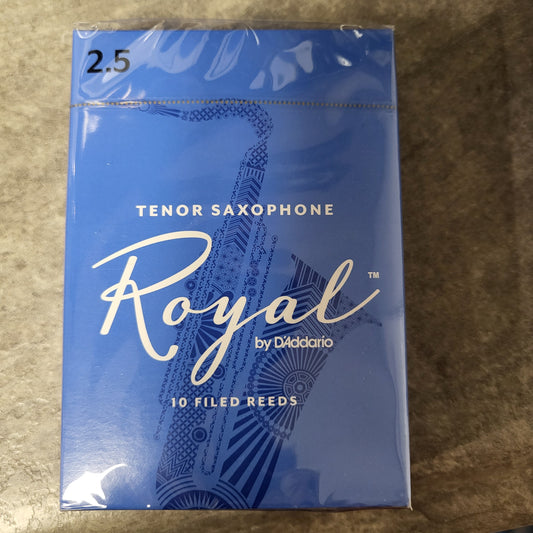 2.5
TENOR SAXOPHONE
Royal™
by D'Addario
10 FILED REEDS